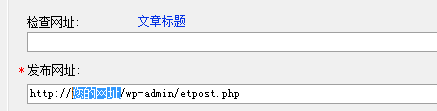 检查网址: 文章标题
* 发布网址:
http://您的网址/wp-admin/etpost.php